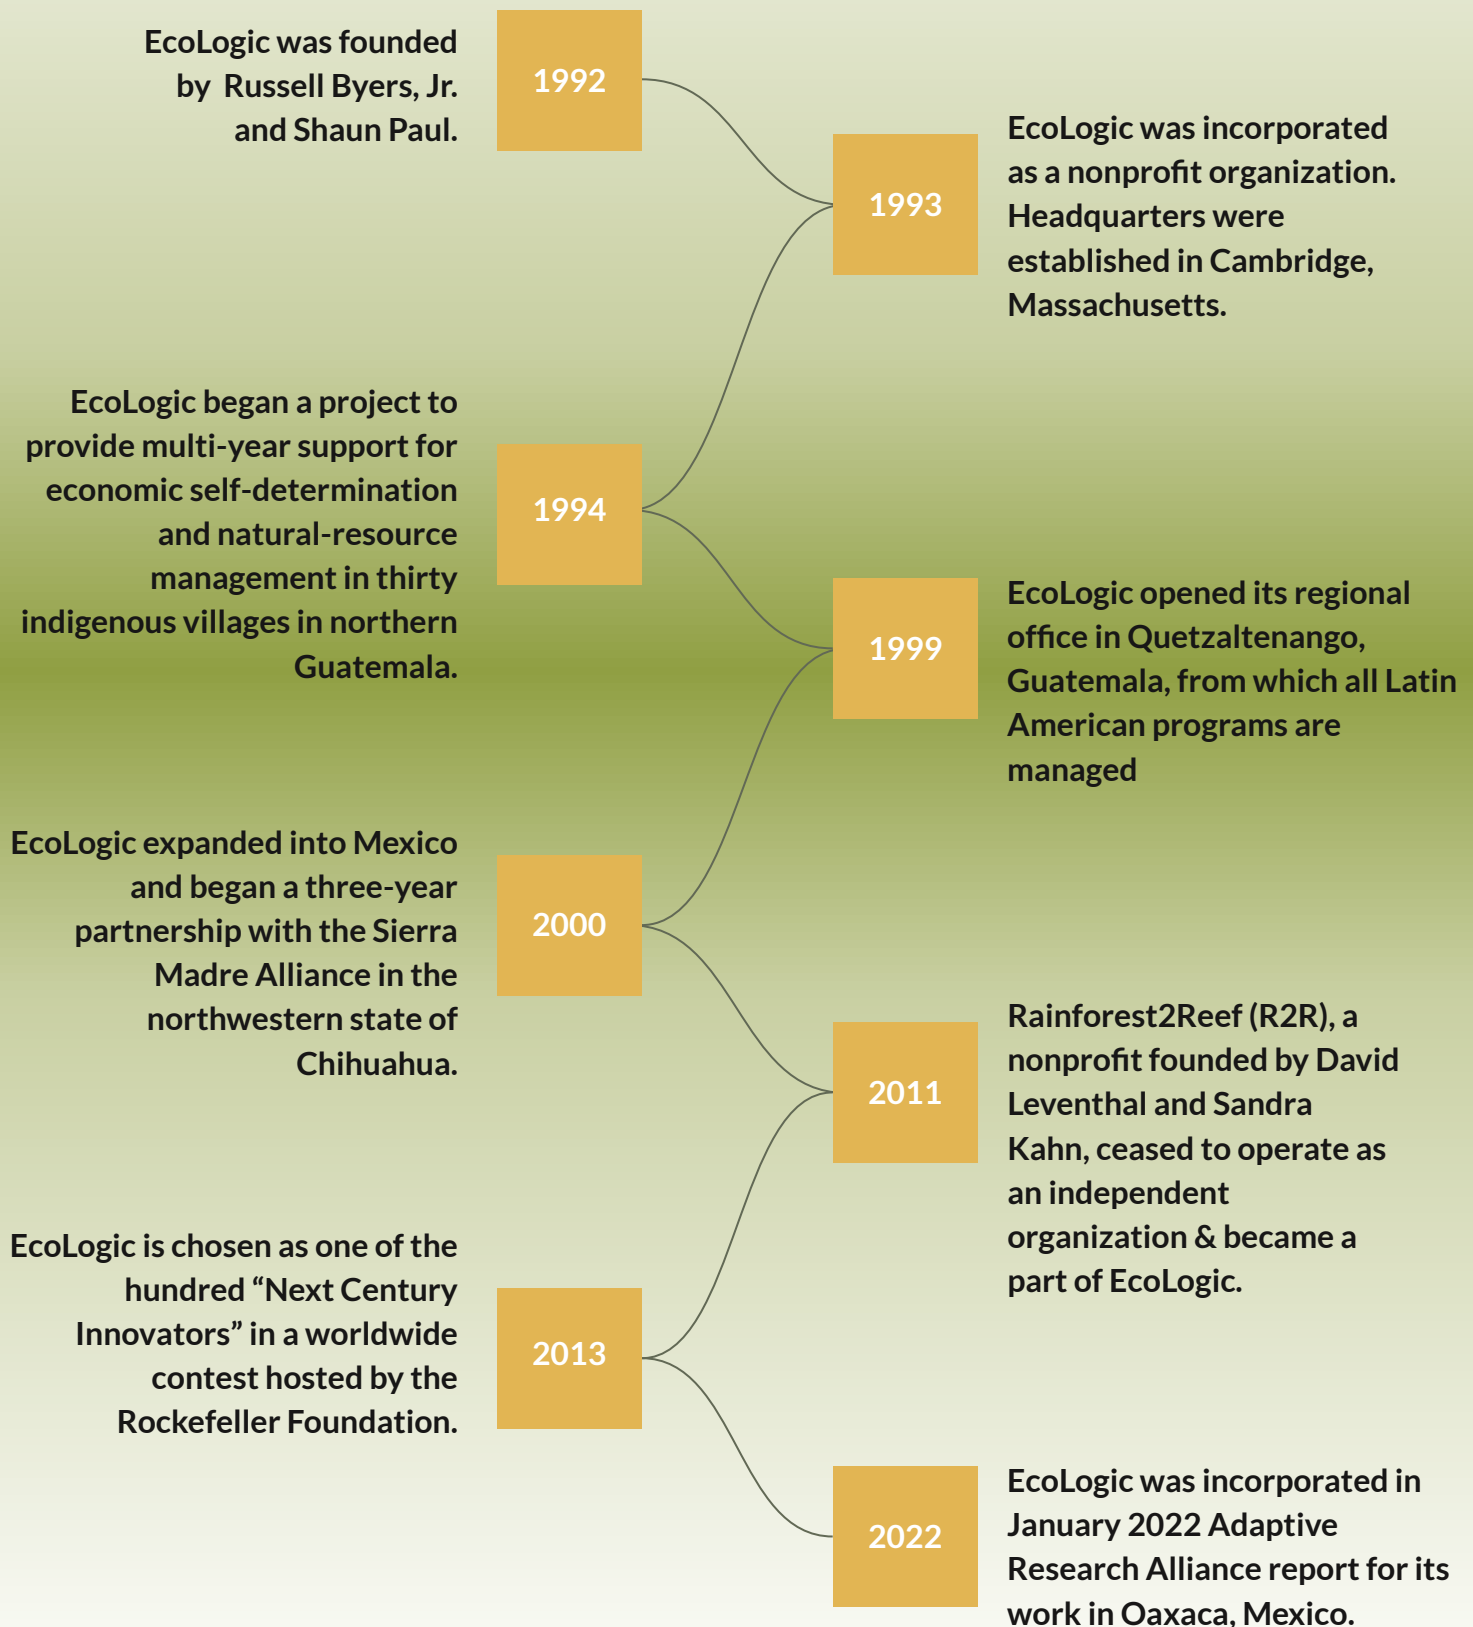 1992
EcoLogic was founded
by Russell Byers, Jr.
and Shaun Paul.
1993
EcoLogic was incorporated
as a nonprofit organization.
Headquarters were
established in Cambridge,
Massachusetts.
1994
EcoLogic began a project to
provide multi-year support for
economic self-determination
and natural-resource
management in thirty
indigenous villages in northern
Guatemala.
1999
EcoLogic opened its regional
office in Quetzaltenango,
Guatemala, from which all Latin
American programs are
managed
2000
EcoLogic expanded into Mexico
and began a three-year
partnership with the Sierra
Madre Alliance in the
northwestern state of
Chihuahua.
2011
Rainforest2Reef (R2R), a
nonprofit founded by David
Leventhal and Sandra
Kahn, ceased to operate as
an independent
organization & became a
part of EcoLogic.
2013
EcoLogic is chosen as one of the
hundred “Next Century
Innovators” in a worldwide
contest hosted by the
Rockefeller Foundation.
2022
EcoLogic was incorporated in
January 2022 Adaptive
Research Alliance report for its
work in Oaxaca, Mexico.